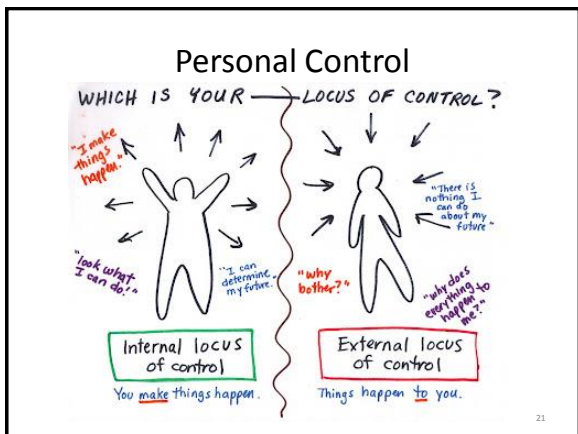 Personal Control
WHICH IS YOUR LOCUS OF CONTROL?
"I make
things
happen."
"look what
I can do!"
"I can
determine
my future."
Internal locus
of control
You make things happen.
"There is
nothing I
can do
about my
future"
"why
bother?"
"why does
everything
happen to
me?"
External locus
of control
Things happen to you.
21